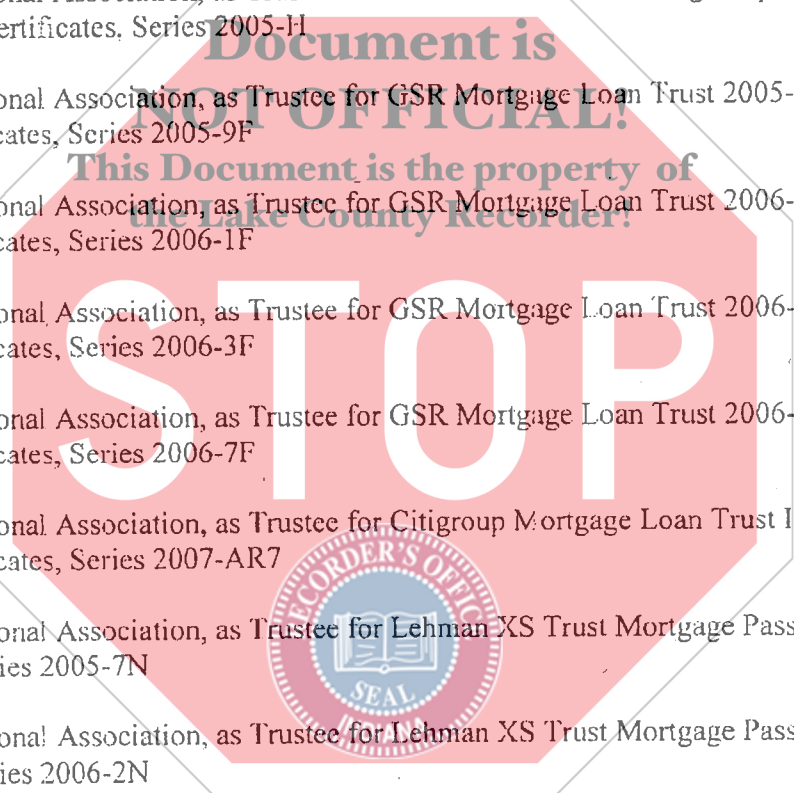 onal Association, as
ertificates, Series 2005-H
Document is
onal Association, as Trustee for GSR Mortgage Loan Trust 2005-
NOT OFFICIAL!
cates, Series 2005-9F
This Document is the property of
onal Association, as Trustee for GSR Mortgage Loan Trust 2006-
the Lake County Recorder!
cates, Series 2006-1F
onal Association, as Trustee for GSR Mortgage Loan Trust 2006-
cates, Series 2006-3F
STOP
onal Association, as Trustee for GSR Mortgage Loan Trust 2006-
cates, Series 2006-7F
onal Association, as Trustee for Citigroup Mortgage Loan Trust I
cates, Series 2007-AR7
RECORDER'S OFFICE
onal Association, as Trustee for Lehman XS Trust Mortgage Pass
ies 2005-7N
SEAL
INDIANA
onal Association, as Trustee for Lehman XS Trust Mortgage Pass
ies 2006-2N